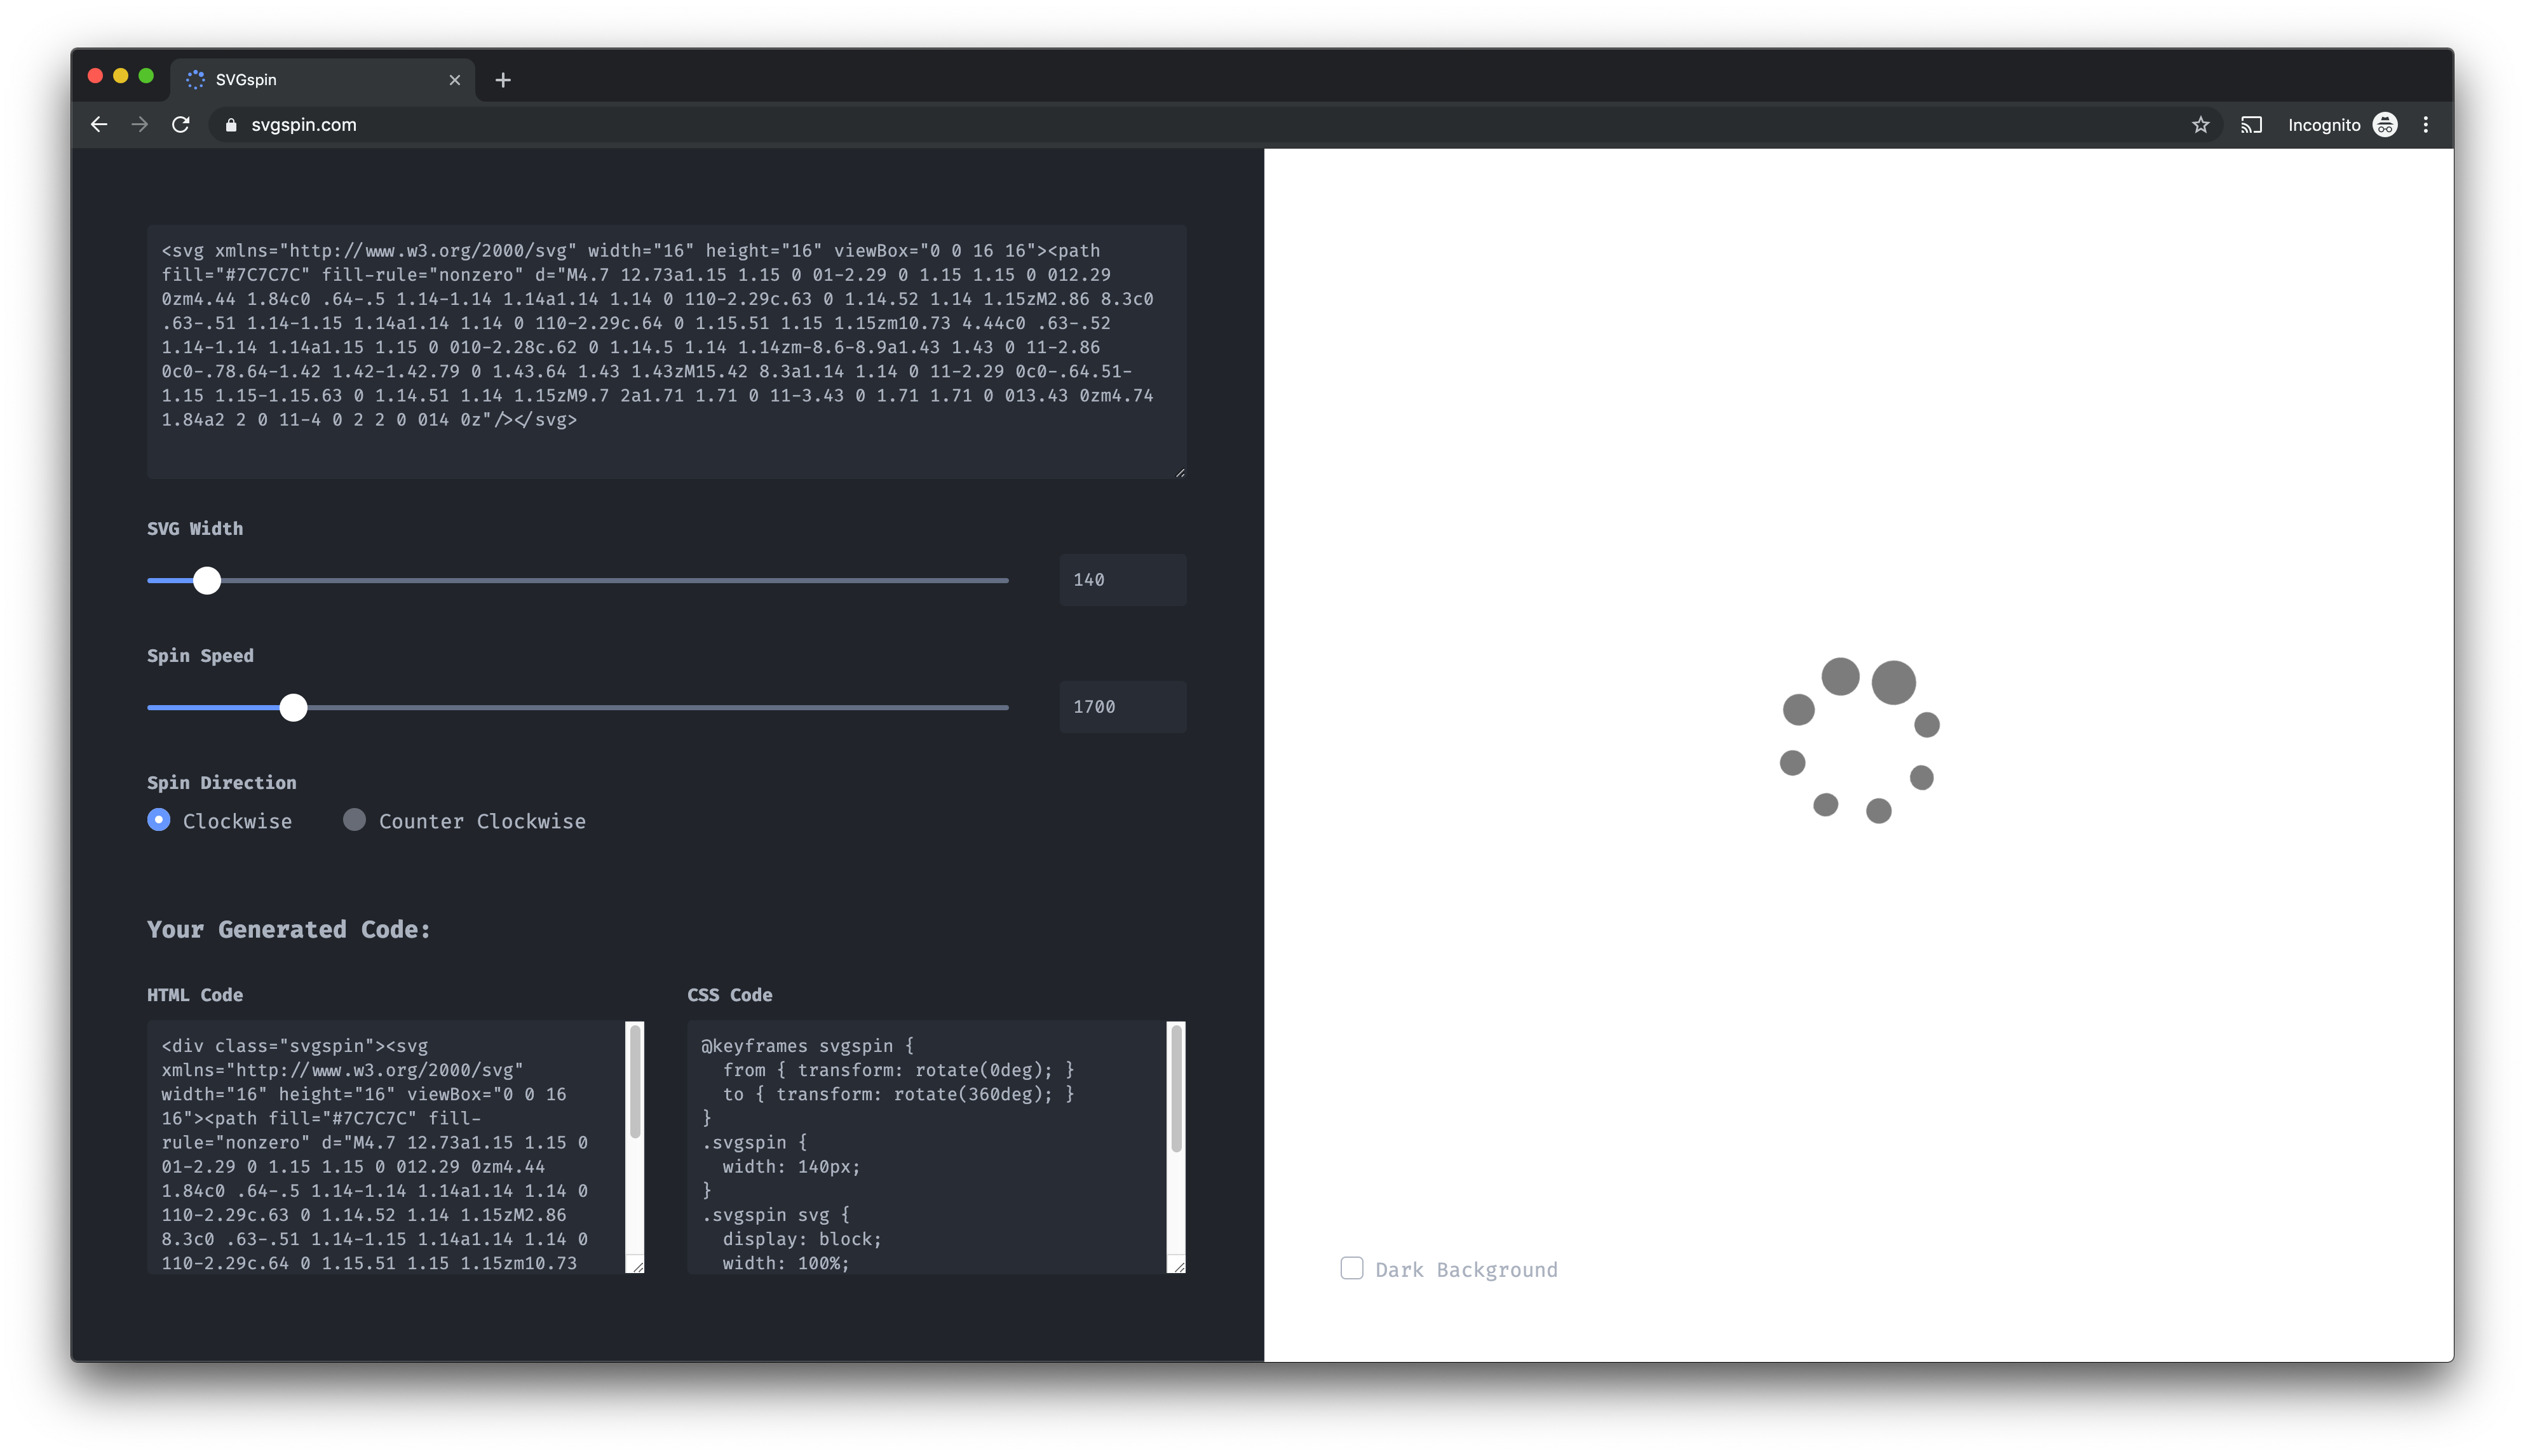 SVGspin
svgspin.com
Incognito
<svg xmlns="http://www.w3.org/2000/svg" width="16" height="16" viewBox="0 0 16 16"><path
fill="#7C7C7C" fill-rule="nonzero" d="M4.7 12.73a1.15 1.15 0 01-2.29 0 1.15 1.15 0 012.29
0zm4.44 1.84c0 .64-.5 1.14-1.14 1.14a1.14 1.14 0 110-2.29c.63 0 1.14.52 1.14 1.15zM2.86 8.3c0
.63-.51 1.14-1.15 1.14a1.14 1.14 0 110-2.29c.64 0 1.15.51 1.15 1.15zm10.73 4.44c0 .63-.52
1.14-1.14 1.14a1.15 1.15 0 010-2.28c.62 0 1.14.5 1.14 1.14zm-8.6-8.9a1.43 1.43 0 11-2.86
0c0-.78.64-1.42 1.42-1.42.79 0 1.43.64 1.43 1.43zM15.42 8.3a1.14 1.14 0 11-2.29 0c0-.64.51-
1.15 1.15-1.15.63 0 1.14.51 1.14 1.15zM9.7 2a1.71 1.71 0 11-3.43 0 1.71 1.71 0 013.43 0zm4.74
1.84a2 2 0 11-4 0 2 2 0 014 0z"/></svg>
SVG Width
140
Spin Speed
1700
Spin Direction
Clockwise Counter Clockwise
Your Generated Code:
HTML Code
<div class="svgspin"><svg
xmlns="http://www.w3.org/2000/svg"
width="16" height="16" viewBox="0 0 16
16"><path fill="#7C7C7C" fill-
rule="nonzero" d="M4.7 12.73a1.15 1.15 0
01-2.29 0 1.15 1.15 0 012.29 0zm4.44
1.84c0 .64-.5 1.14-1.14 1.14a1.14 1.14 0
110-2.29c.63 0 1.14.52 1.14 1.15zM2.86
8.3c0 .63-.51 1.14-1.15 1.14a1.14 1.14 0
110-2.29c.64 0 1.15.51 1.15 1.15zm10.73
CSS Code
@keyframes svgspin {
from { transform: rotate(0deg); }
to { transform: rotate(360deg); }
}
.svgspin {
width: 140px;
}
.svgspin svg {
display: block;
width: 100%;
Dark Background